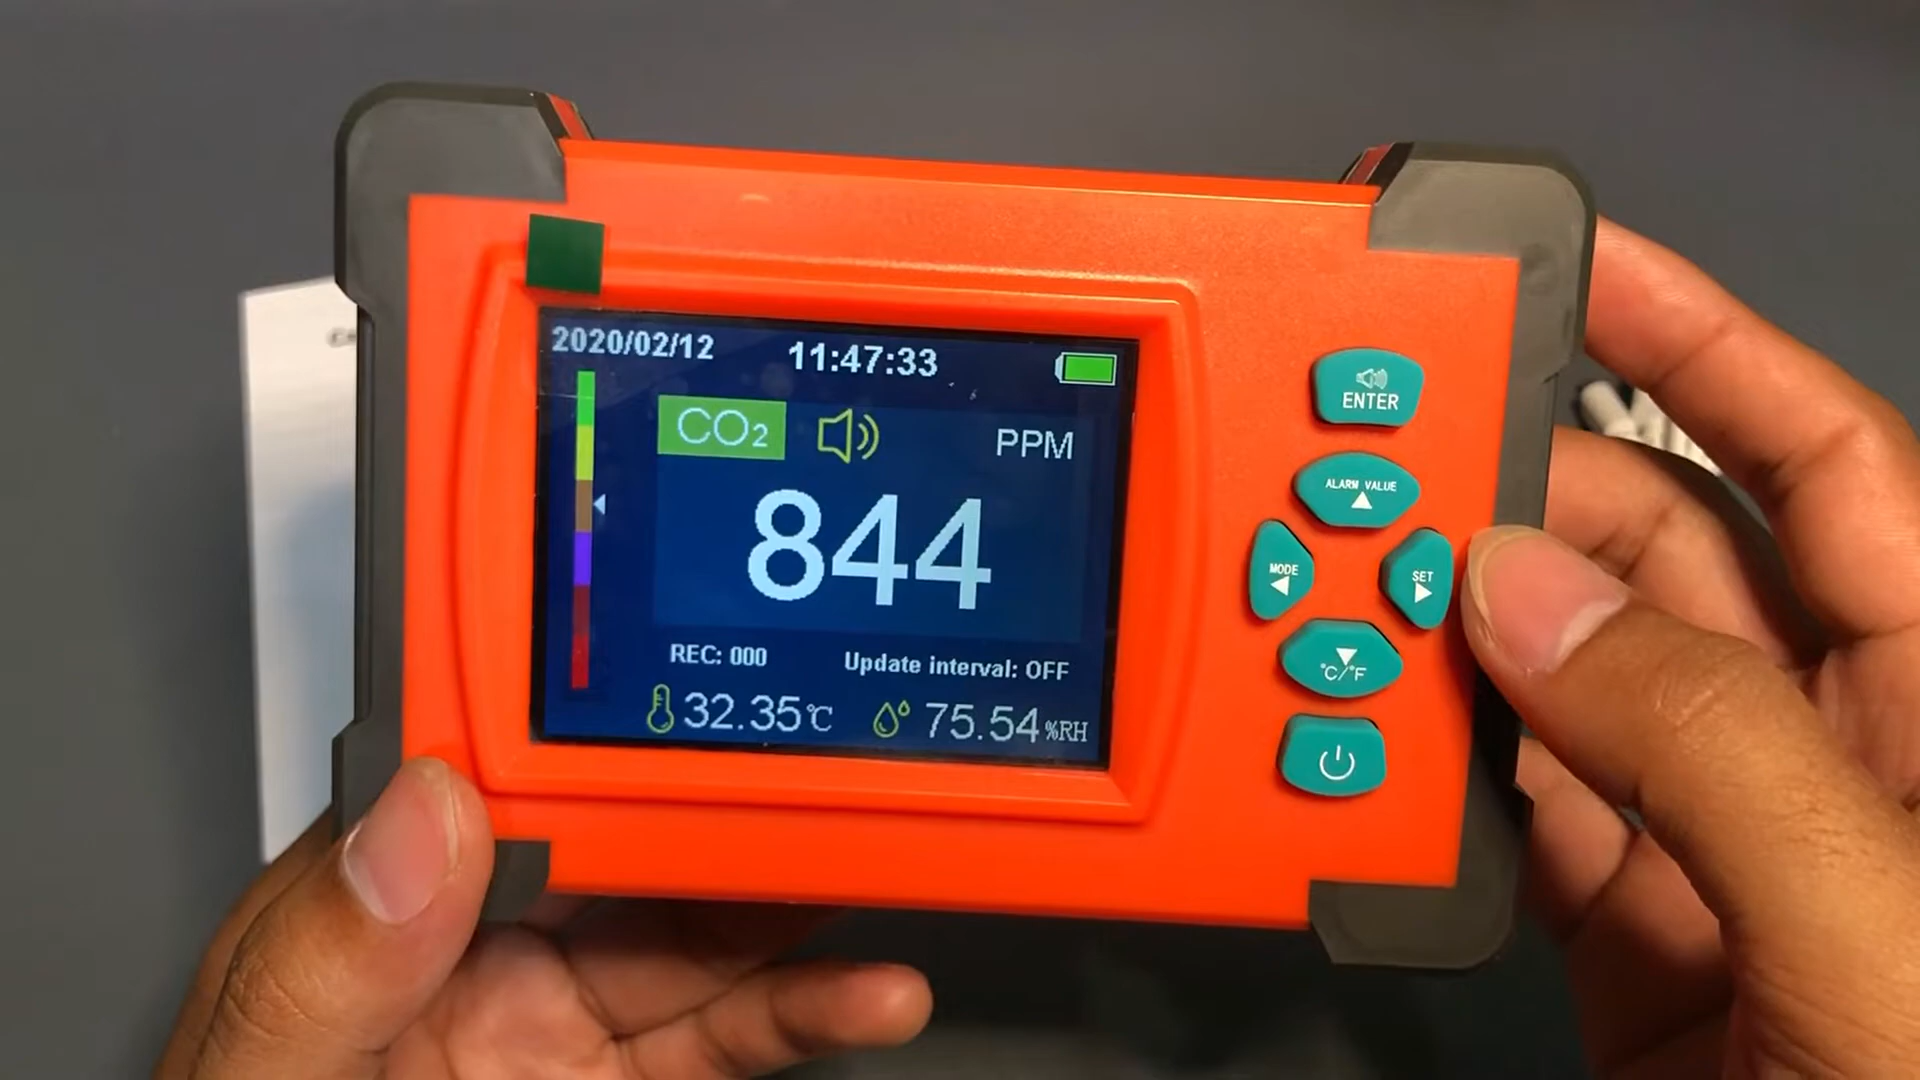 2020/02/12 11:47:33
CO₂ PPM
844
REC: 000 Update interval: OFF
32.35℃ 75.54%RH
ENTER
ALARM VALUE
MODE
SET
°C/°F